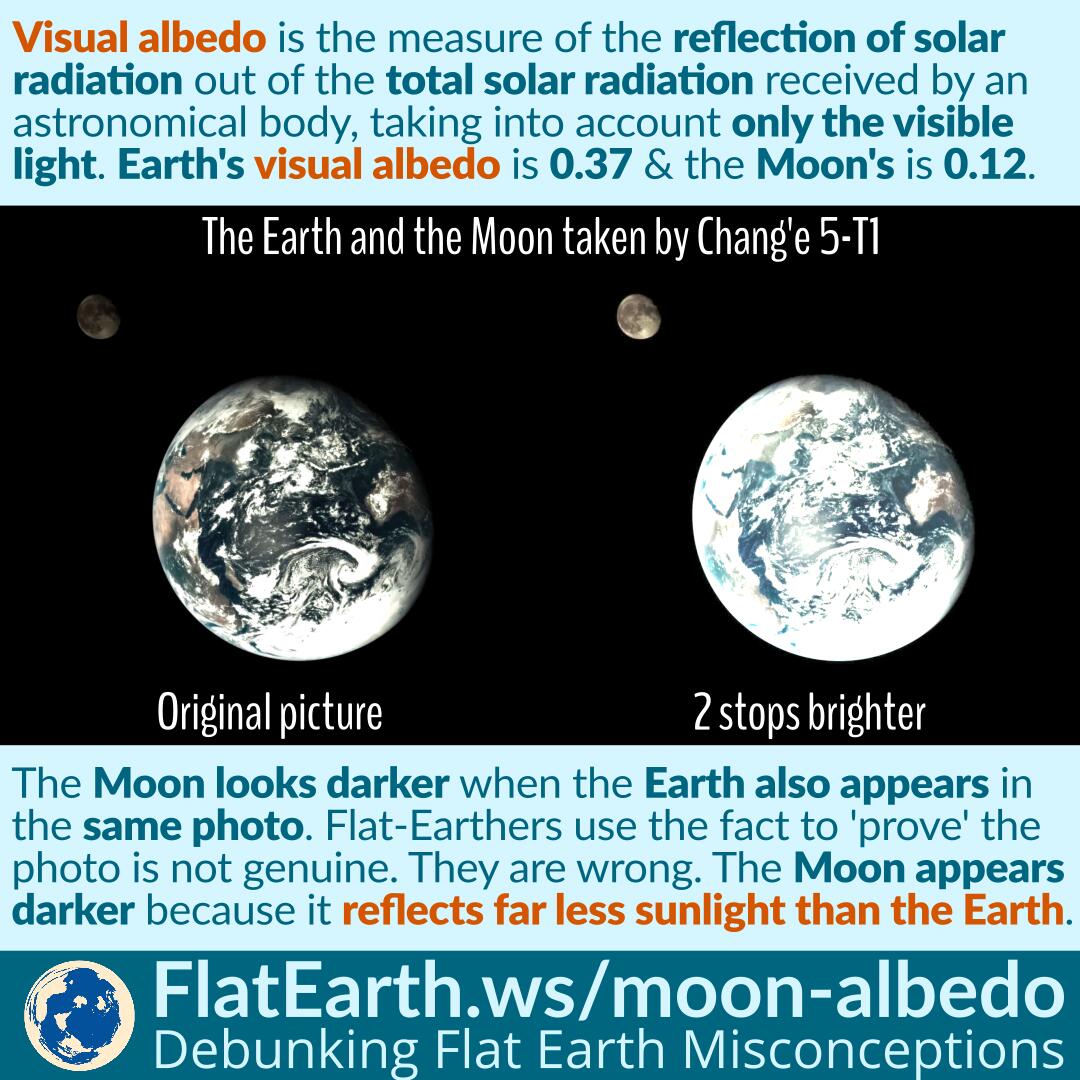 Visual albedo is the measure of the reflection of solar
radiation out of the total solar radiation received by an
astronomical body, taking into account only the visible
light. Earth's visual albedo is 0.37 & the Moon's is 0.12.
The Earth and the Moon taken by Chang'e 5-T1
Original picture
2 stops brighter
The Moon looks darker when the Earth also appears in
the same photo. Flat-Earthers use the fact to 'prove' the
photo is not genuine. They are wrong. The Moon appears
darker because it reflects far less sunlight than the Earth.
FlatEarth.ws/moon-albedo
Debunking Flat Earth Misconceptions